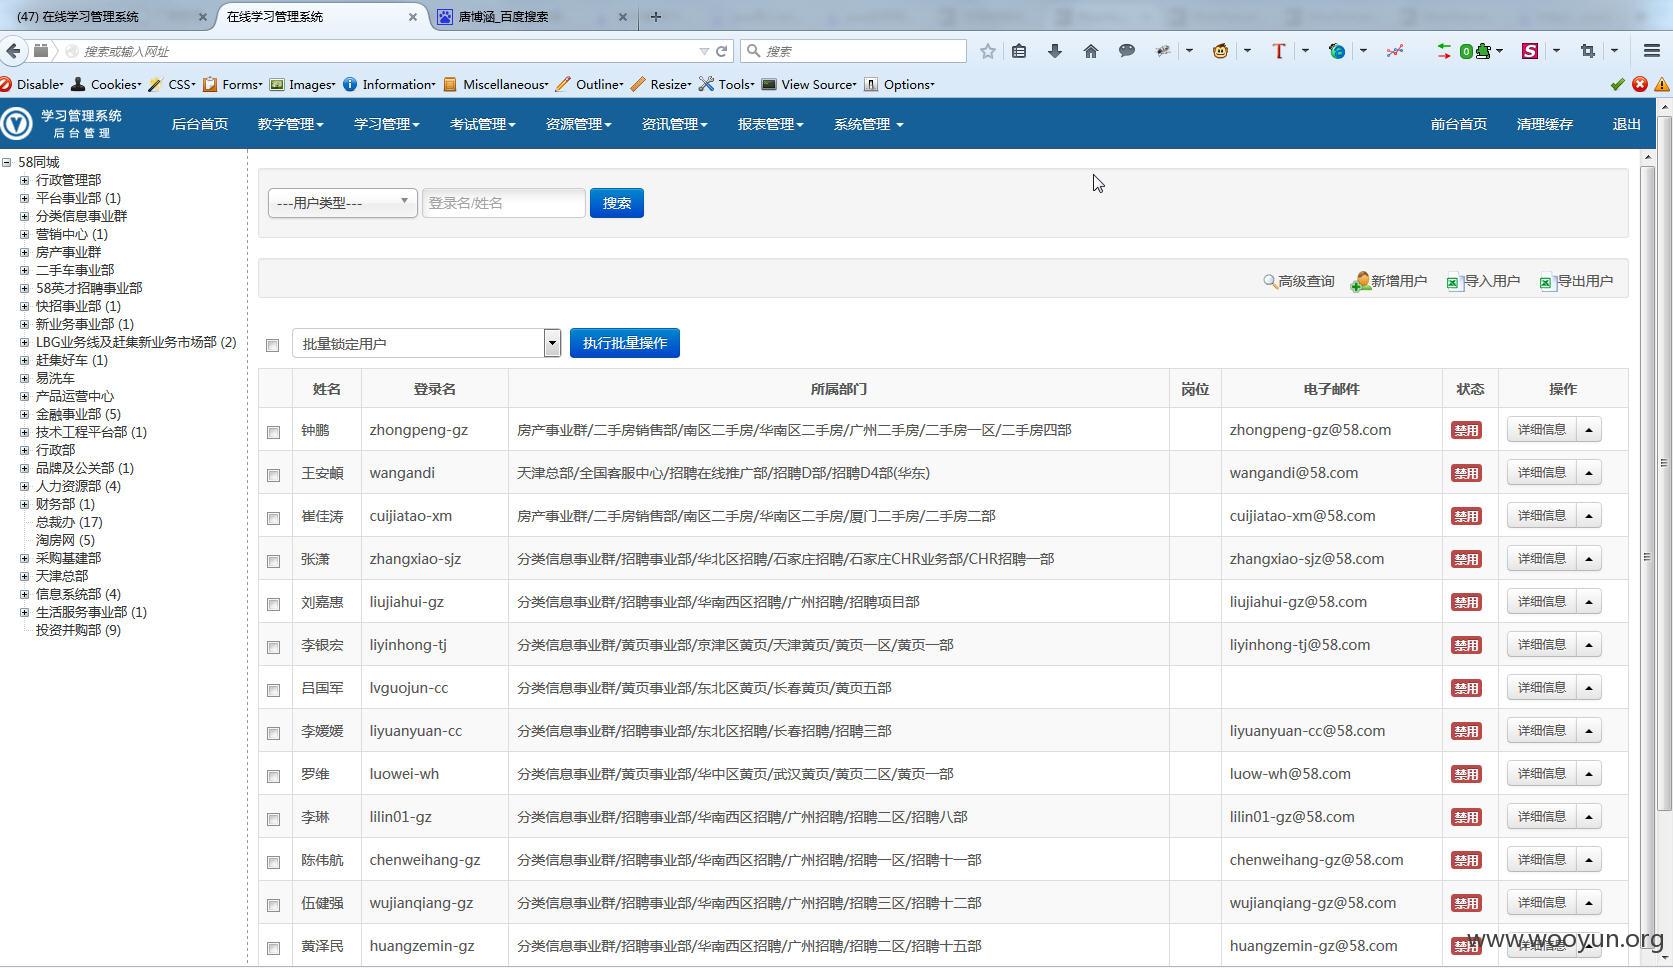 (47) 在线学习管理系统
在线学习管理系统
唐博涵_百度搜索
搜索或输入网址
搜索
Disable Cookies CSS Forms Images Information Miscellaneous Outline Resize Tools View Source Options
学习管理系统
后台管理
后台首页 教学管理 学习管理 考试管理 资源管理 资讯管理 报表管理 系统管理 前台首页 清理缓存 退出
58同城
行政管理部
平台事业部 (1)
分类信息事业群
营销中心 (1)
房产事业群
二手车事业部
58英才招聘事业部
快招事业部 (1)
新业务事业部 (1)
LBG业务线及赶集新业务市场部 (2)
赶集好车 (1)
易洗车
产品运营中心
金融事业部 (5)
技术工程平台部 (1)
行政部
品牌及公关部 (1)
人力资源部 (4)
财务部 (1)
总裁办 (17)
淘房网 (5)
采购基建部
天津总部
信息系统部 (4)
生活服务事业部 (1)
投资并购部 (9)
---用户类型--- 登录名/姓名 搜索
高级查询 新增用户 导入用户 导出用户
批量锁定用户 执行批量操作
姓名 登录名 所属部门 岗位 电子邮件 状态 操作
钟鹏 zhongpeng-gz 房产事业群/二手房销售部/南区二手房/华南区二手房/广州二手房/二手房一区/二手房四部 zhongpeng-gz@58.com 禁用 详细信息
王安頔 wangandi 天津总部/全国客服中心/招聘在线推广部/招聘D部/招聘D4部(华东) wangandi@58.com 禁用 详细信息
崔佳涛 cuijiatao-xm 房产事业群/二手房销售部/南区二手房/华南区二手房/厦门二手房/二手房二部 cuijiatao-xm@58.com 禁用 详细信息
张潇 zhangxiao-sjz 分类信息事业群/招聘事业部/华北区招聘/石家庄招聘/石家庄CHR业务部/CHR招聘一部 zhangxiao-sjz@58.com 禁用 详细信息
刘嘉惠 liujiahui-gz 分类信息事业群/招聘事业部/华南西区招聘/广州招聘/招聘项目部 liujiahui-gz@58.com 禁用 详细信息
李银宏 liyinhong-tj 分类信息事业群/黄页事业部/京津区黄页/天津黄页/黄页一区/黄页一部 liyinhong-tj@58.com 禁用 详细信息
吕国军 lvguojun-cc 分类信息事业群/黄页事业部/东北区黄页/长春黄页/黄页五部 禁用 详细信息
李媛媛 liyuanyuan-cc 分类信息事业群/招聘事业部/东北区招聘/长春招聘/招聘三部 liyuanyuan-cc@58.com 禁用 详细信息
罗维 luowei-wh 分类信息事业群/黄页事业部/华中区黄页/武汉黄页/黄页二区/黄页一部 luow-wh@58.com 禁用 详细信息
李琳 lilin01-gz 分类信息事业群/招聘事业部/华南西区招聘/广州招聘/招聘二区/招聘八部 lilin01-gz@58.com 禁用 详细信息
陈伟航 chenweihang-gz 分类信息事业群/招聘事业部/华南西区招聘/广州招聘/招聘一区/招聘十一部 chenweihang-gz@58.com 禁用 详细信息
伍健强 wujianqiang-gz 分类信息事业群/招聘事业部/华南西区招聘/广州招聘/招聘三区/招聘十二部 wujianqiang-gz@58.com 禁用 详细信息
黄泽民 huangzemin-gz 分类信息事业群/招聘事业部/华南西区招聘/广州招聘/招聘二区/招聘十五部 huangzemin-gz@58.com 禁用 详细信息
www.wooyun.org